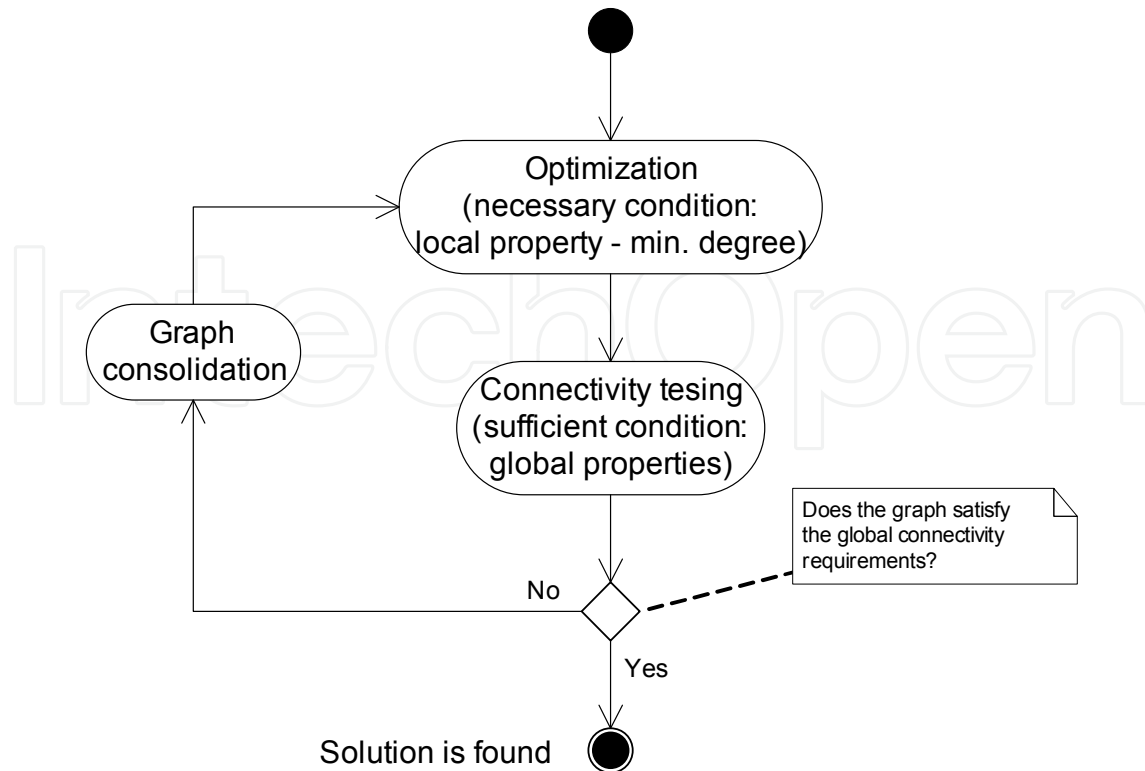 Optimization
(necessary condition:
local property - min. degree)
Graph
consolidation
Connectivity tesing
(sufficient condition:
global properties)
Does the graph satisfy
the global connectivity
requirements?
No
Yes
Solution is found
IntechOpen